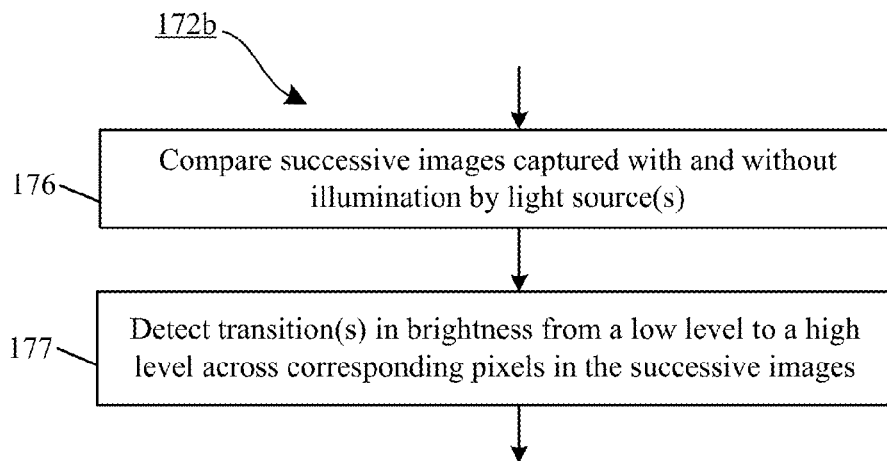 172b
Compare successive images captured with and without
illumination by light source(s)
176
Detect transition(s) in brightness from a low level to a high
level across corresponding pixels in the successive images
177